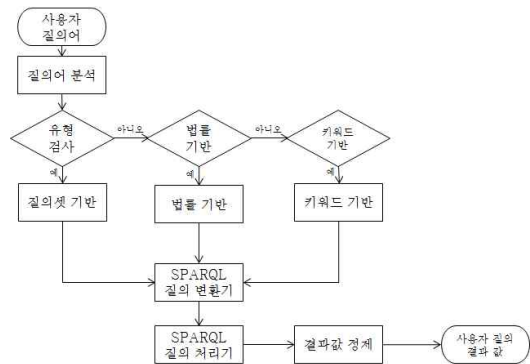 사용자
질의어
질의어 분석
유형
검사
아니오
법률
기반
아니오
키워드
기반
예
예
예
질의셋 기반
법률 기반
키워드 기반
SPARQL
질의 변환기
SPARQL
질의 처리기
결과값 정제
사용자 질의
결과 값